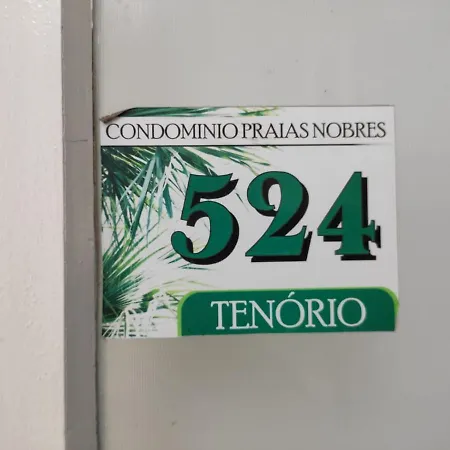 CONDOMINIO PRAIAS NOBRES
524
TENÓRIO